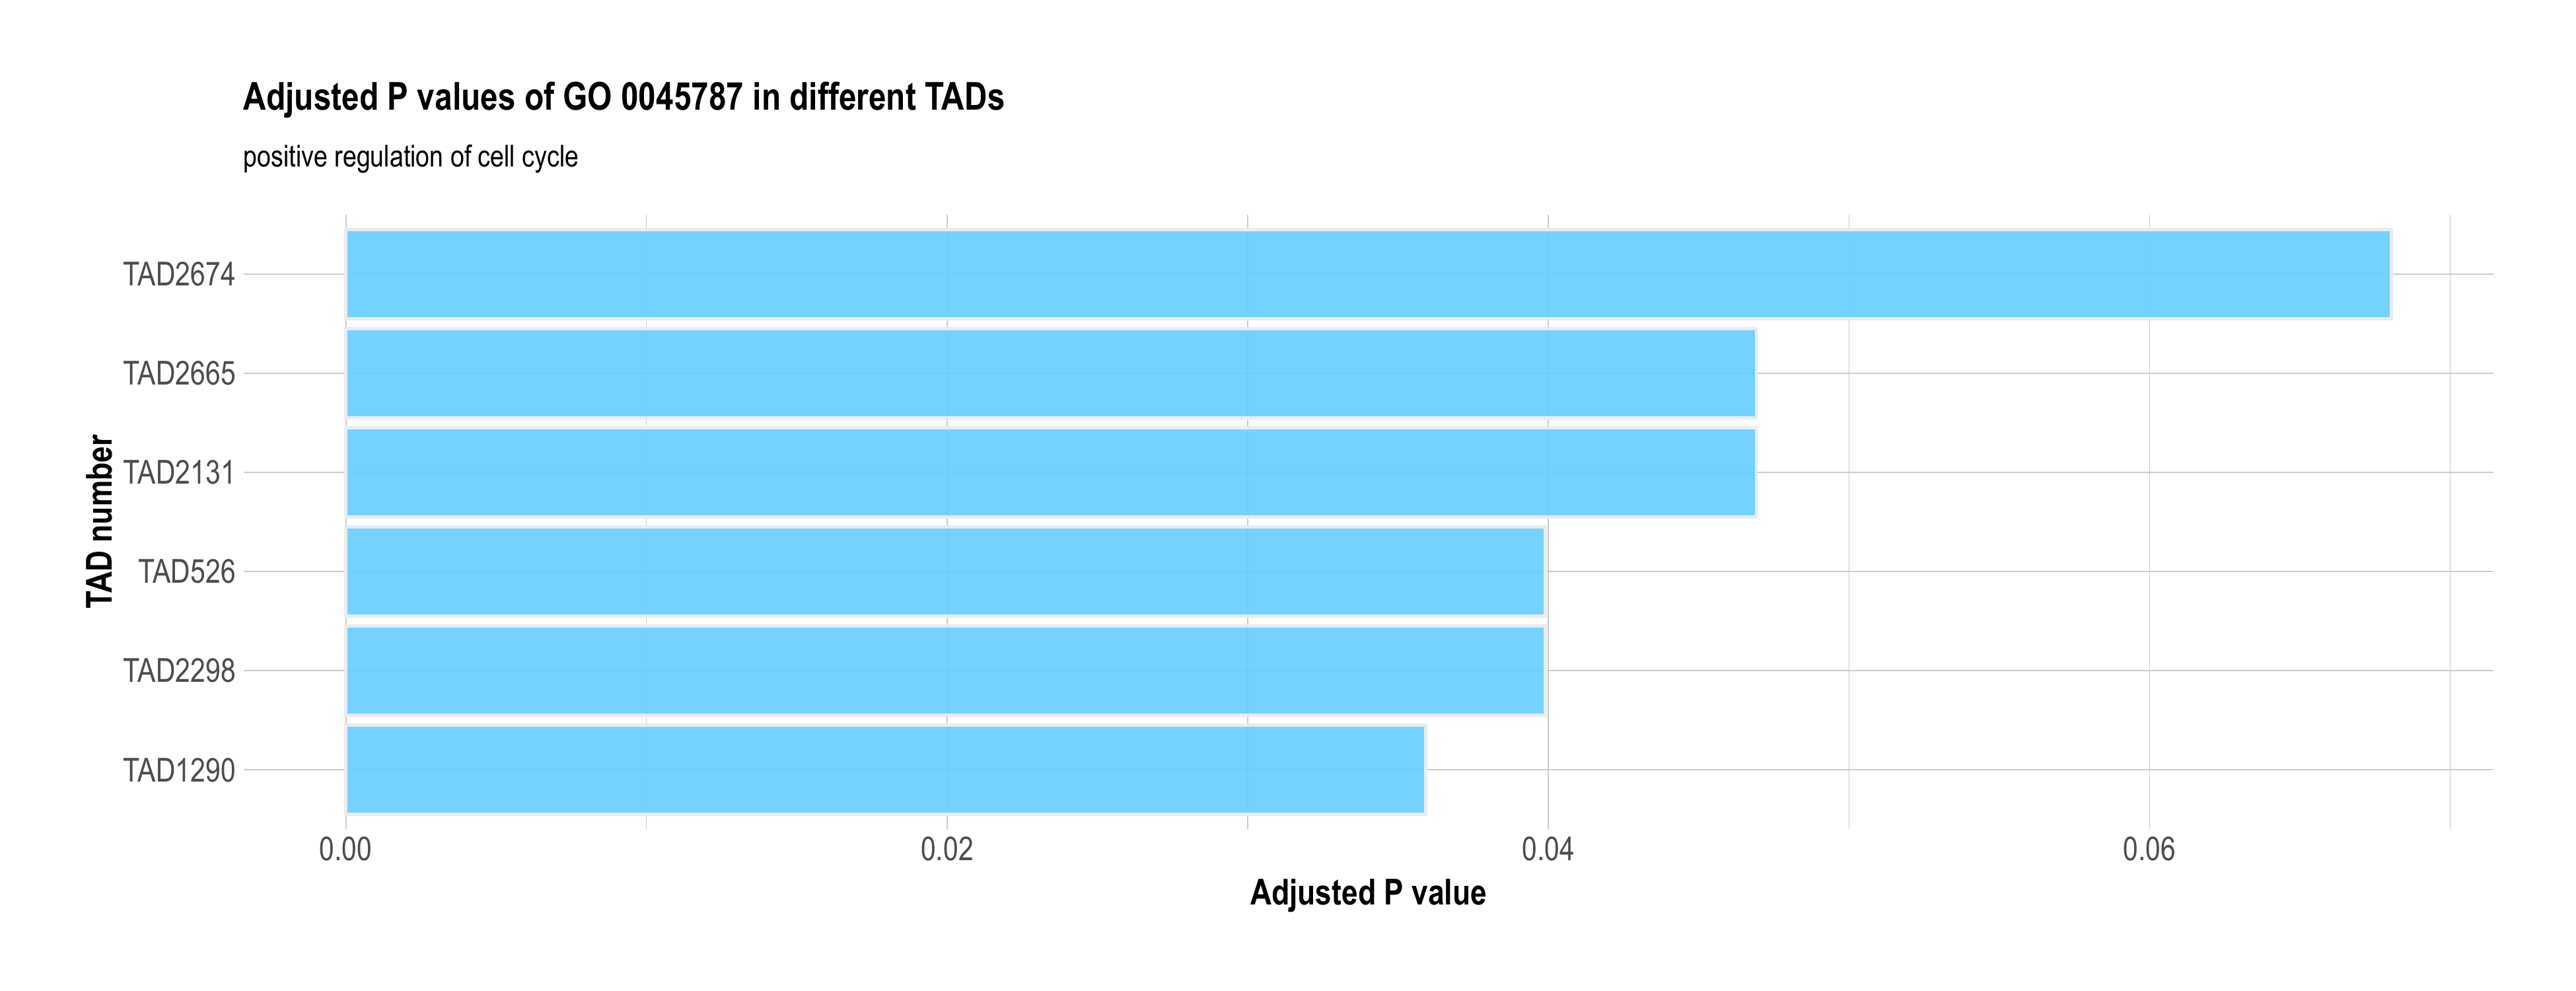 Adjusted P values of GO 0045787 in different TADs
positive regulation of cell cycle
TAD number
TAD2674
TAD2665
TAD2131
TAD526
TAD2298
TAD1290
0.00 0.02 0.04 0.06
Adjusted P value